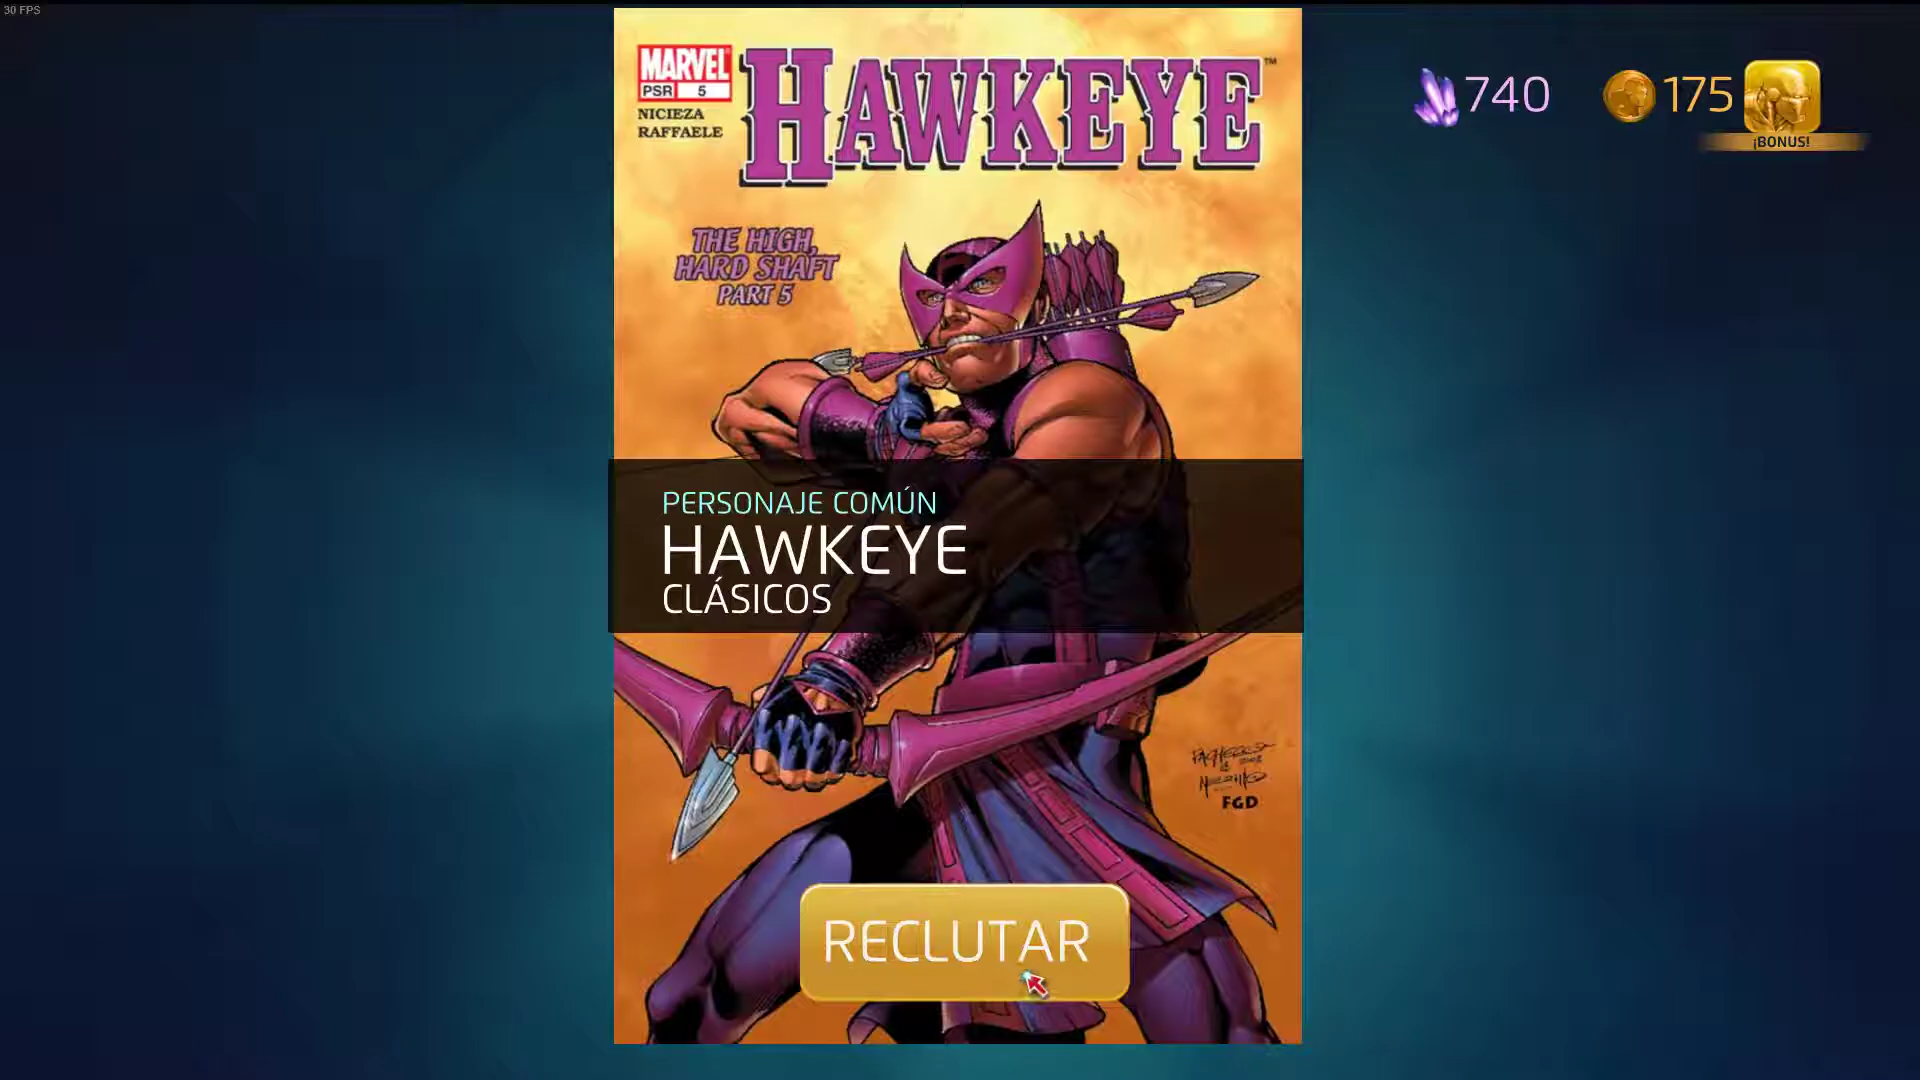 30 FPS
MARVEL
PSR 5
NICIEZA
RAFFAELE
HAWKEYE™
THE HIGH,
HARD SHAFT
PART 5
740
175
¡BONUS!
PERSONAJE COMÚN
HAWKEYE
CLÁSICOS
FGD
RECLUTAR